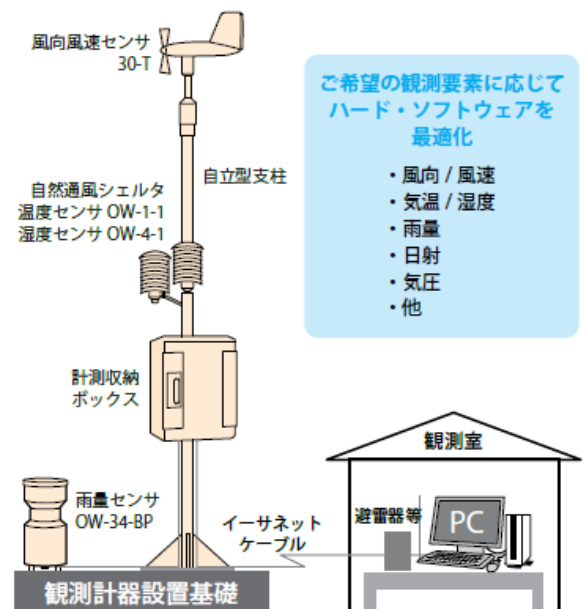 風向風速センサ
30-T
ご希望の観測要素に応じて
ハード・ソフトウェアを
最適化
・風向 / 風速
・気温 / 湿度
・雨量
・日射
・気圧
・他
自立型支柱
自然通風シェルタ
温度センサ OW-1-1
湿度センサ OW-4-1
計測収納
ボックス
観測室
雨量センサ
OW-34-BP
イーサネット
ケーブル
避雷器等
PC
観測計器設置基礎